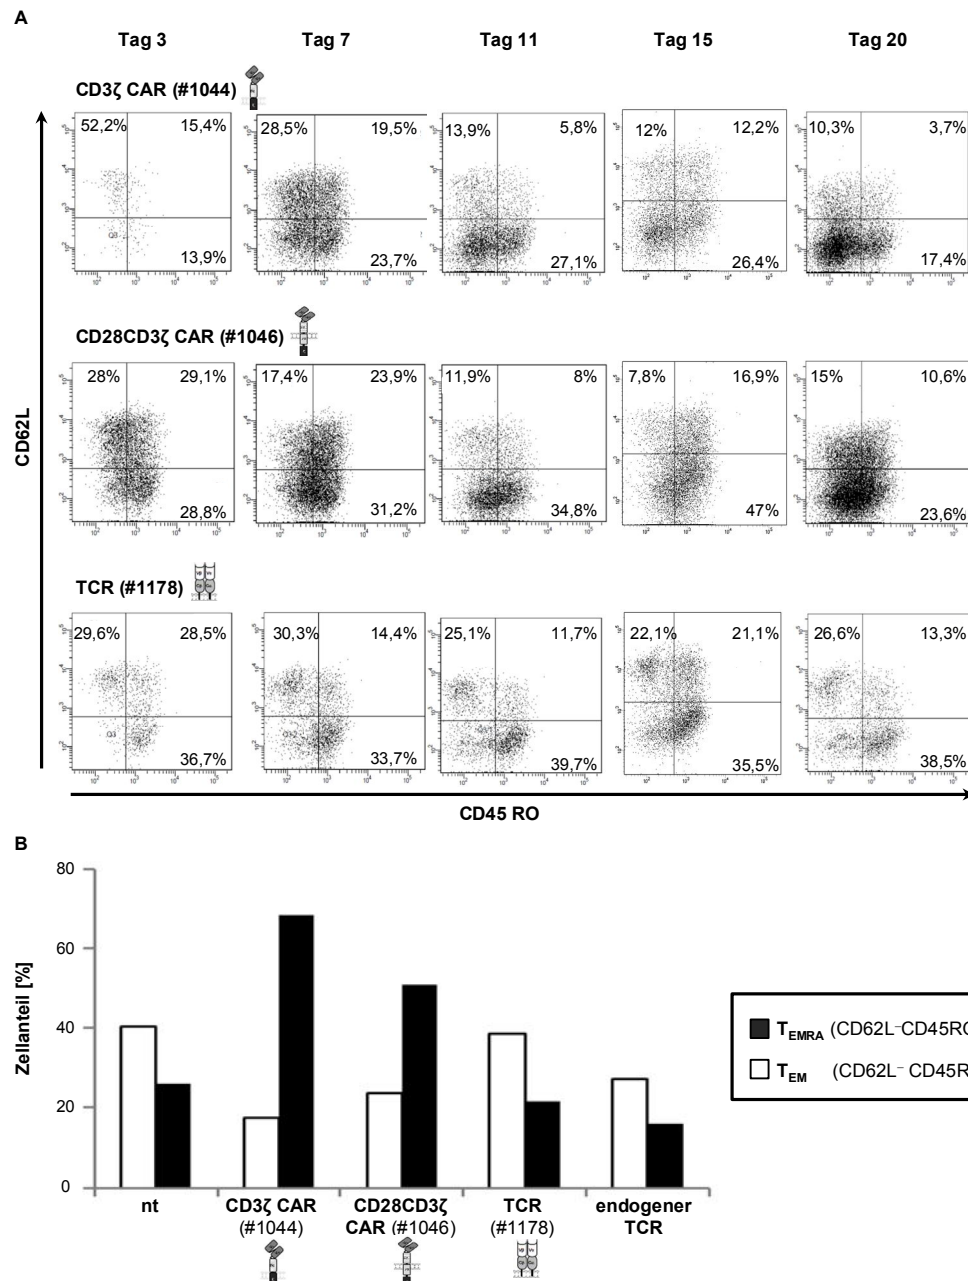 A
Tag 3 Tag 7 Tag 11 Tag 15 Tag 20
CD3ζ CAR (#1044)
52,2% 15,4% 28,5% 19,5% 13,9% 5,8% 12% 12,2% 10,3% 3,7%
Q3
13,9% 23,7% 27,1% 26,4% 17,4%
CD28CD3ζ CAR (#1046)
28% 29,1% 17,4% 23,9% 11,9% 8% 7,8% 16,9% 15% 10,6%
28,8% 31,2% 34,8% 47% 23,6%
TCR (#1178)
29,6% 28,5% 30,3% 14,4% 25,1% 11,7% 22,1% 21,1% 26,6% 13,3%
Q3
36,7% 33,7% 39,7% 35,5% 38,5%
CD62L
CD45 RO
B
80
60
40
20
0
Zellanteil [%]
nt CD3ζ CAR (#1044) CD28CD3ζ CAR (#1046) TCR (#1178) endogener TCR
TEMRA (CD62L⁻CD45RO
TEM (CD62L⁻ CD45R